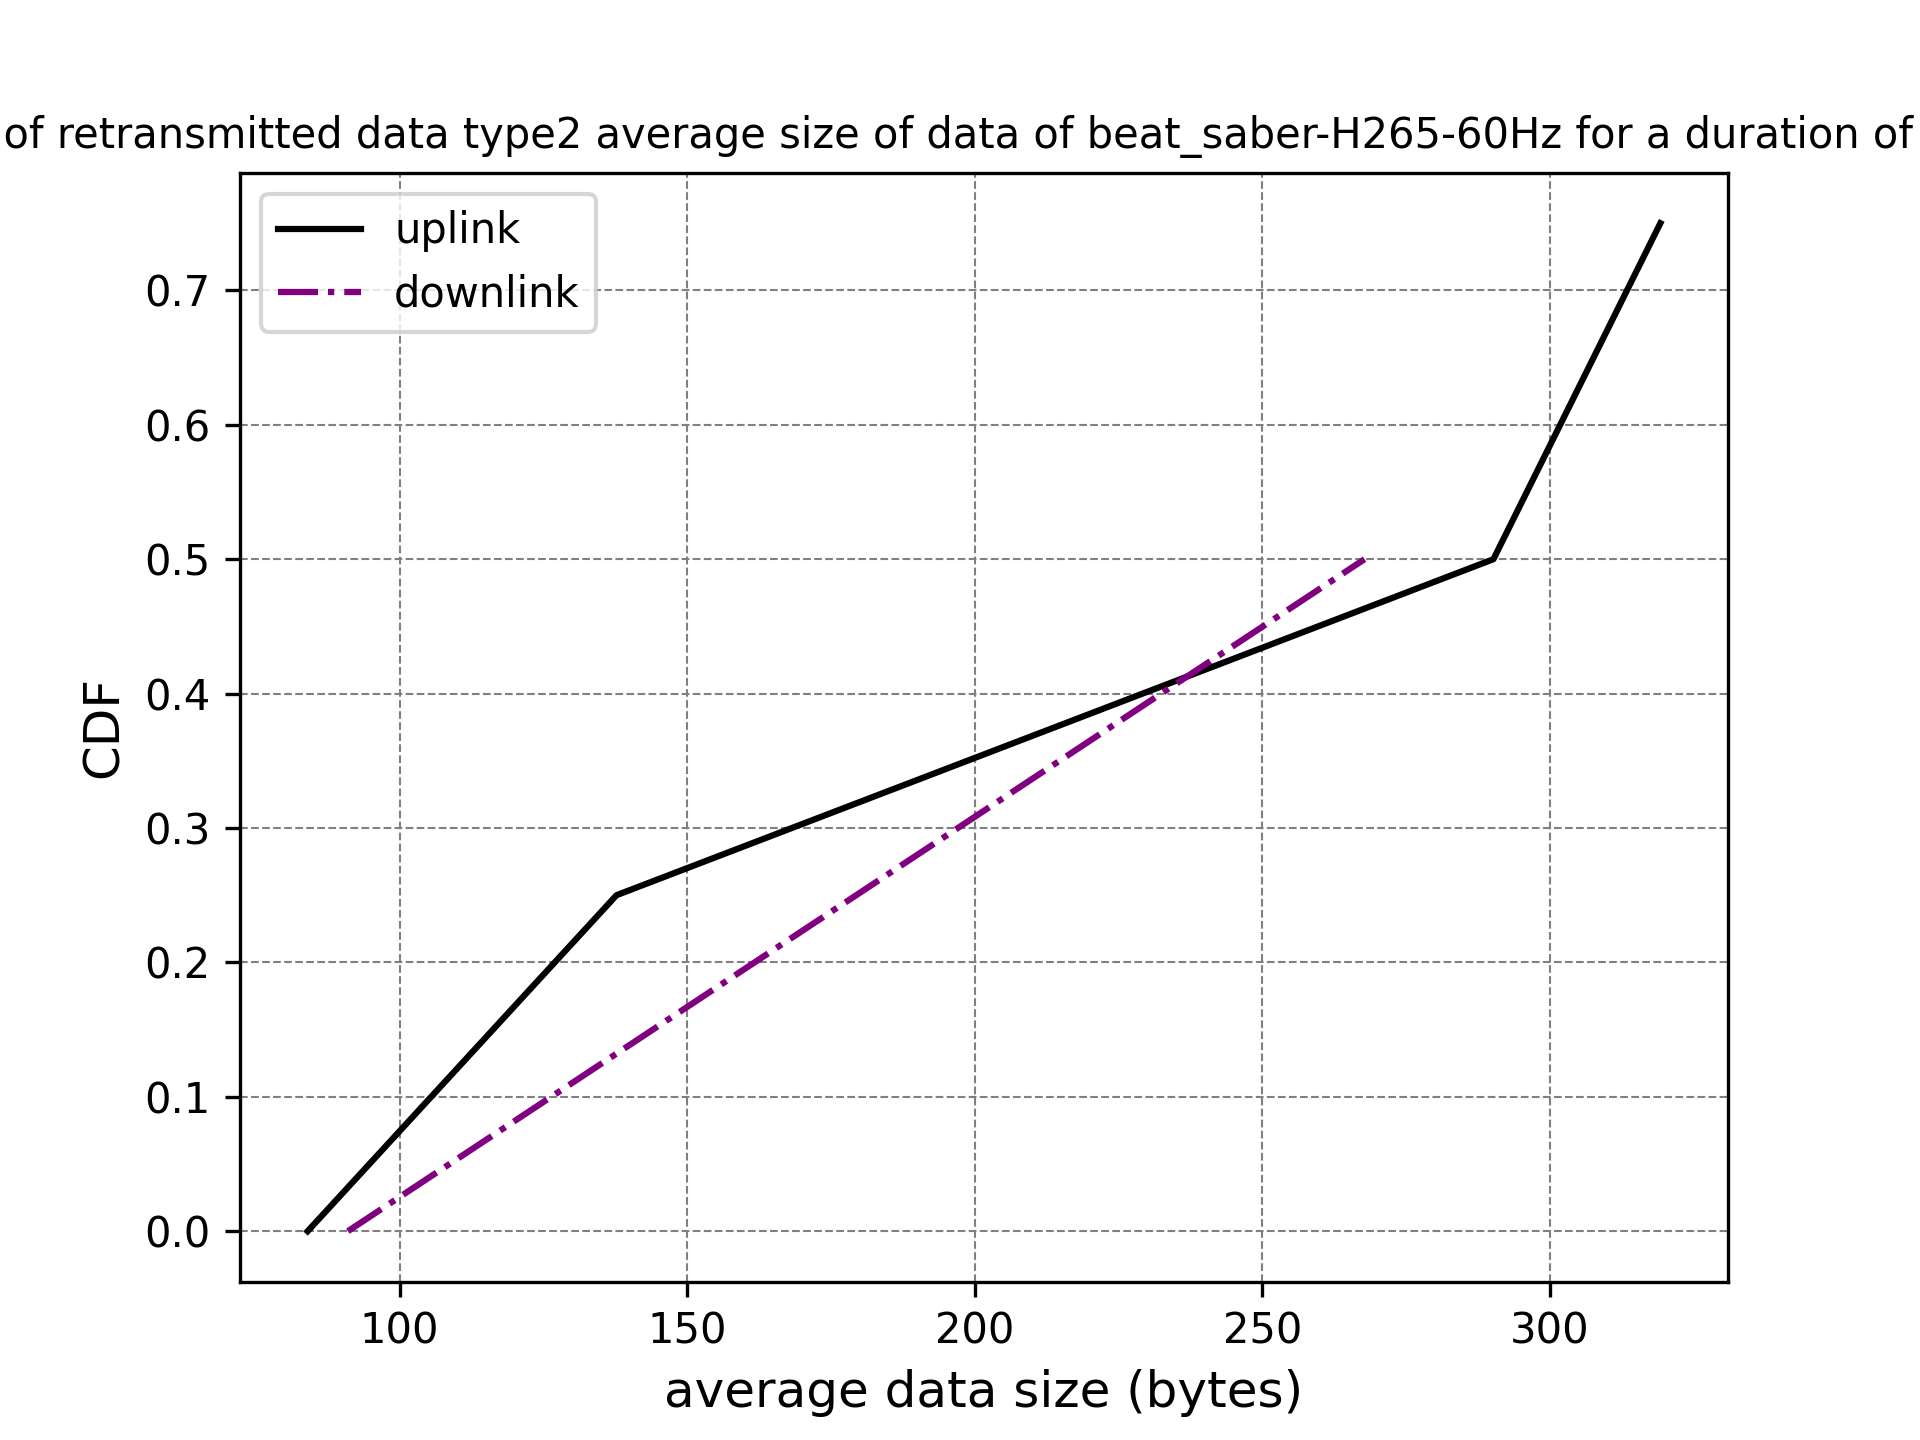 of retransmitted data type2 average size of data of beat_saber-H265-60Hz for a duration of
uplink
downlink
0.7
0.6
0.5
0.4
0.3
0.2
0.1
0.0
CDF
100 150 200 250 300
average data size (bytes)